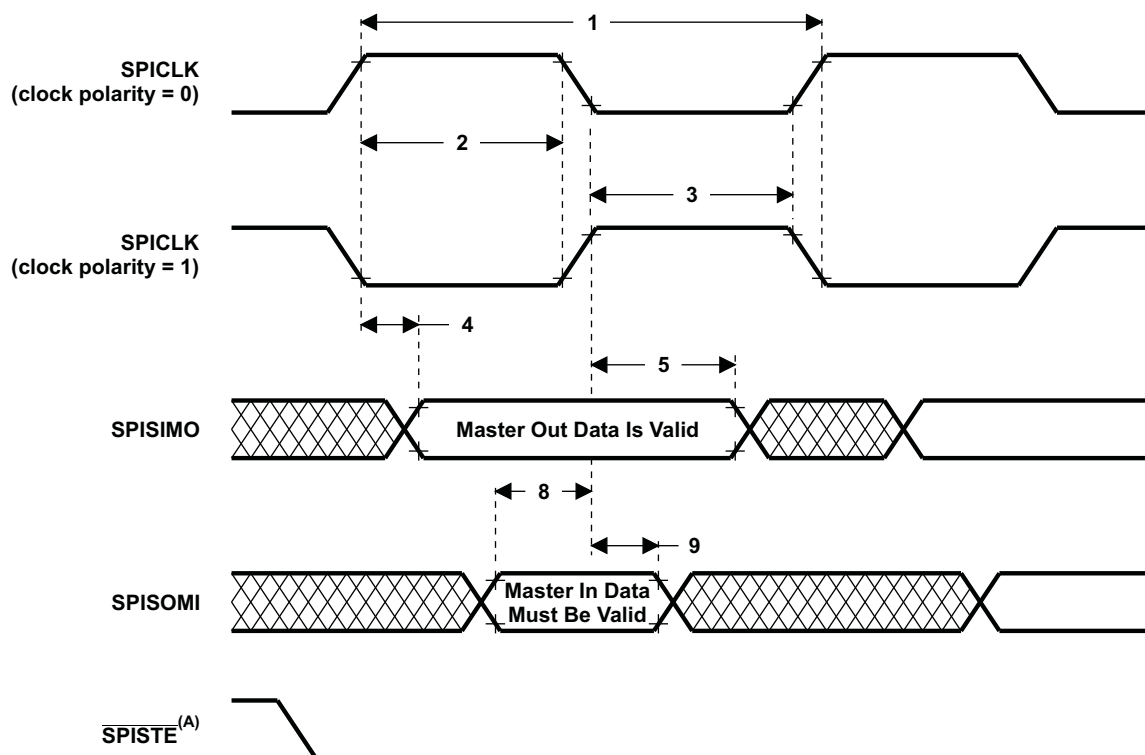 1
SPICLK
(clock polarity = 0)
2
3
SPICLK
(clock polarity = 1)
4
5
SPISIMO
Master Out Data Is Valid
8
9
SPISOMI
Master In Data
Must Be Valid
SPISTE(A)